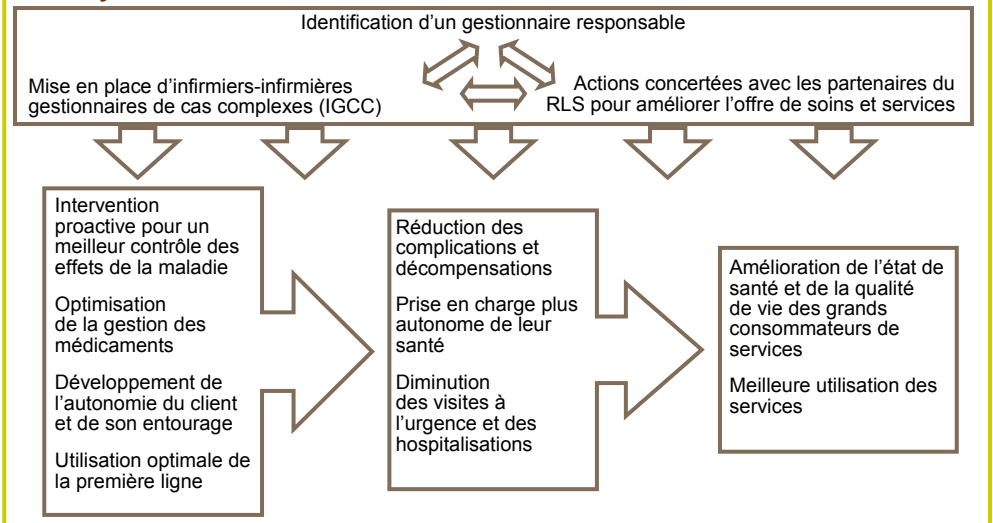 Identification d’un gestionnaire responsable
Mise en place d’infirmiers-infirmières
gestionnaires de cas complexes (IGCC)
Actions concertées avec les partenaires du
RLS pour améliorer l’offre de soins et services
Intervention
proactive pour un
meilleur contrôle des
effets de la maladie
Optimisation
de la gestion des
médicaments
Développement de
l’autonomie du client
et de son entourage
Utilisation optimale de
la première ligne
Réduction des
complications et
décompensations
Prise en charge plus
autonome de leur
santé
Diminution
des visites à
l’urgence et des
hospitalisations
Amélioration de l’état de
santé et de la qualité
de vie des grands
consommateurs de
services
Meilleure utilisation des
services